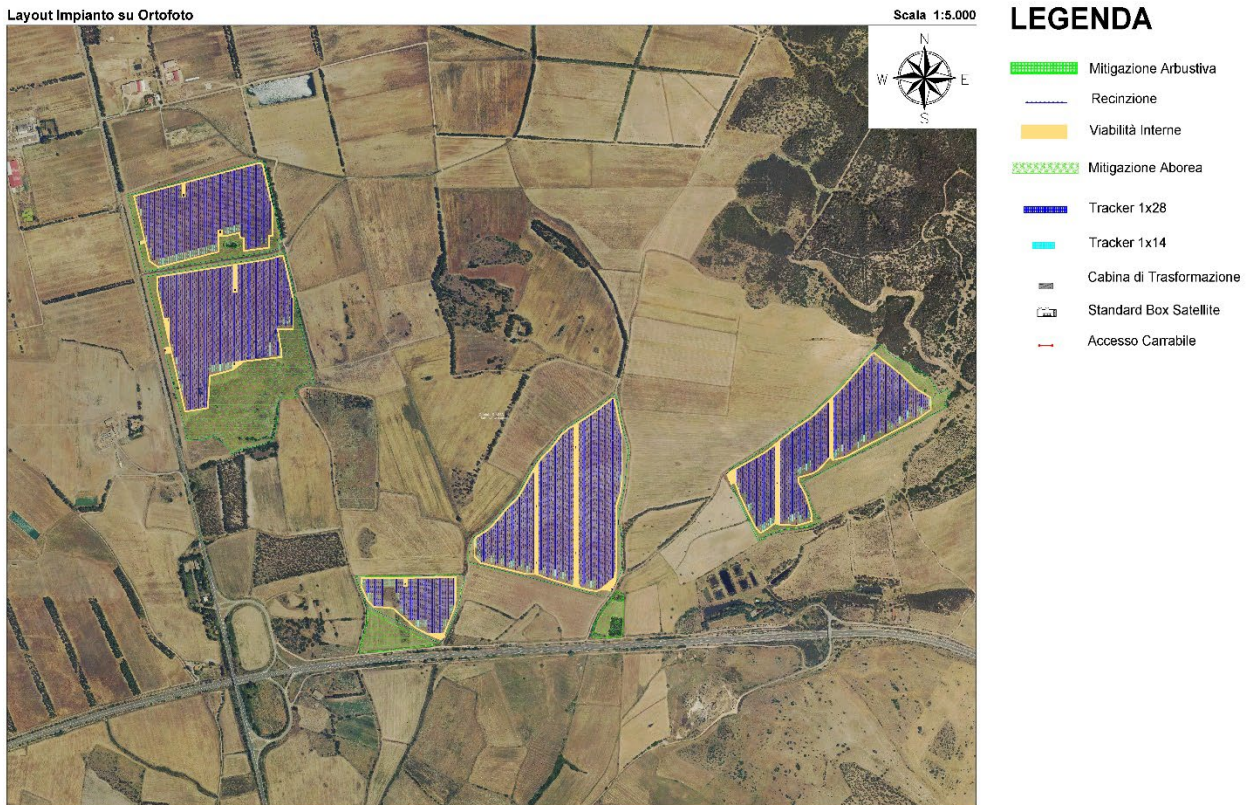 Layout Impianto su Ortofoto
Scala 1:5.000
N
W
E
S
LEGENDA
Mitigazione Arbustiva
Recinzione
Viabilità Interne
Mitigazione Aborea
Tracker 1x28
Tracker 1x14
Cabina di Trasformazione
Standard Box Satellite
Accesso Carrabile